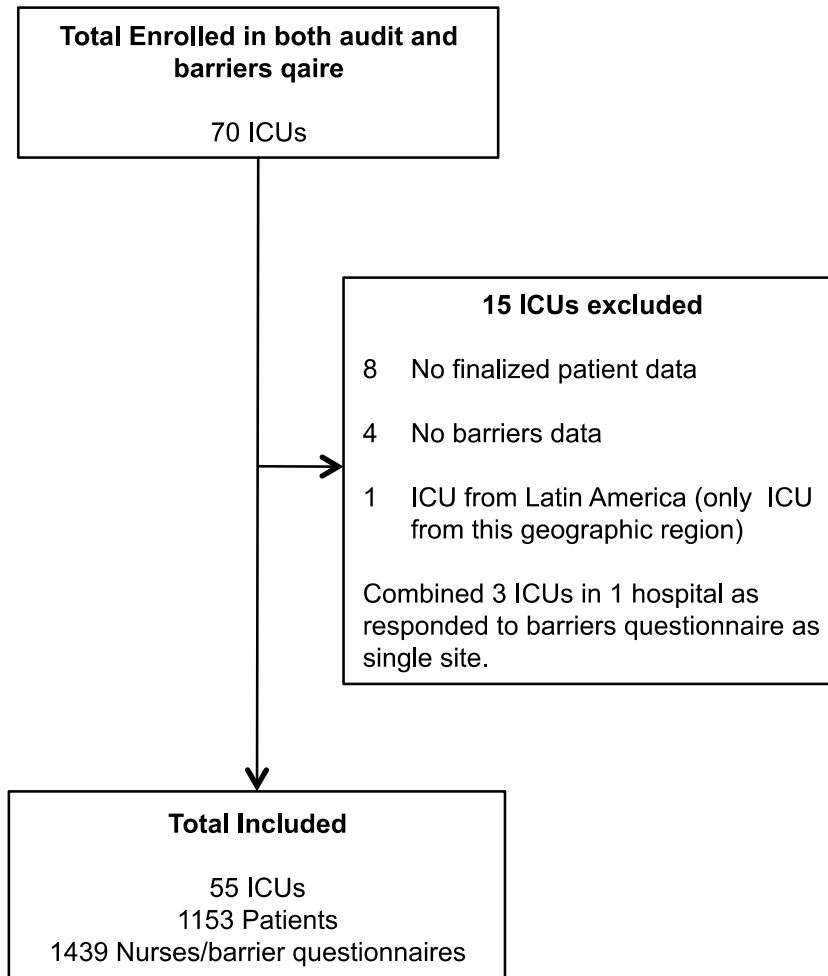 Total Enrolled in both audit and
barriers qaire
70 ICUs
15 ICUs excluded
8 No finalized patient data
4 No barriers data
1 ICU from Latin America (only ICU
from this geographic region)
Combined 3 ICUs in 1 hospital as
responded to barriers questionnaire as
single site.
Total Included
55 ICUs
1153 Patients
1439 Nurses/barrier questionnaires